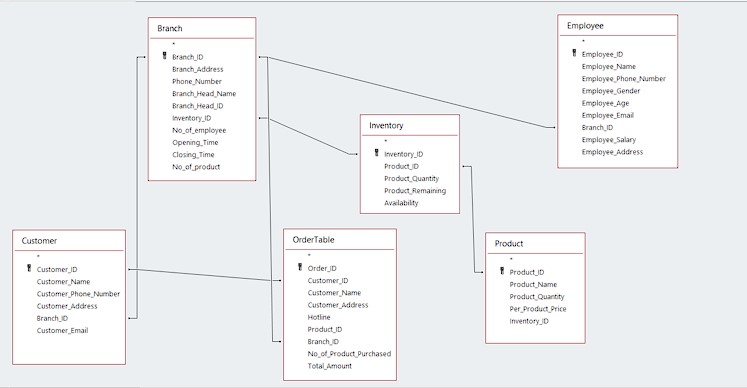 Branch
*
Branch_ID
Branch_Address
Phone_Number
Branch_Head_Name
Branch_Head_ID
Inventory_ID
No_of_employee
Opening_Time
Closing_Time
No_of_product
Employee
*
Employee_ID
Employee_Name
Employee_Phone_Number
Employee_Gender
Employee_Age
Employee_Email
Branch_ID
Employee_Salary
Employee_Address
Inventory
*
Inventory_ID
Product_ID
Product_Quantity
Product_Remaining
Availability
Customer
*
Customer_ID
Customer_Name
Customer_Phone_Number
Customer_Address
Branch_ID
Customer_Email
OrderTable
*
Order_ID
Customer_ID
Customer_Name
Customer_Address
Hotline
Product_ID
Branch_ID
No_of_Product_Purchased
Total_Amount
Product
*
Product_ID
Product_Name
Product_Quantity
Per_Product_Price
Inventory_ID